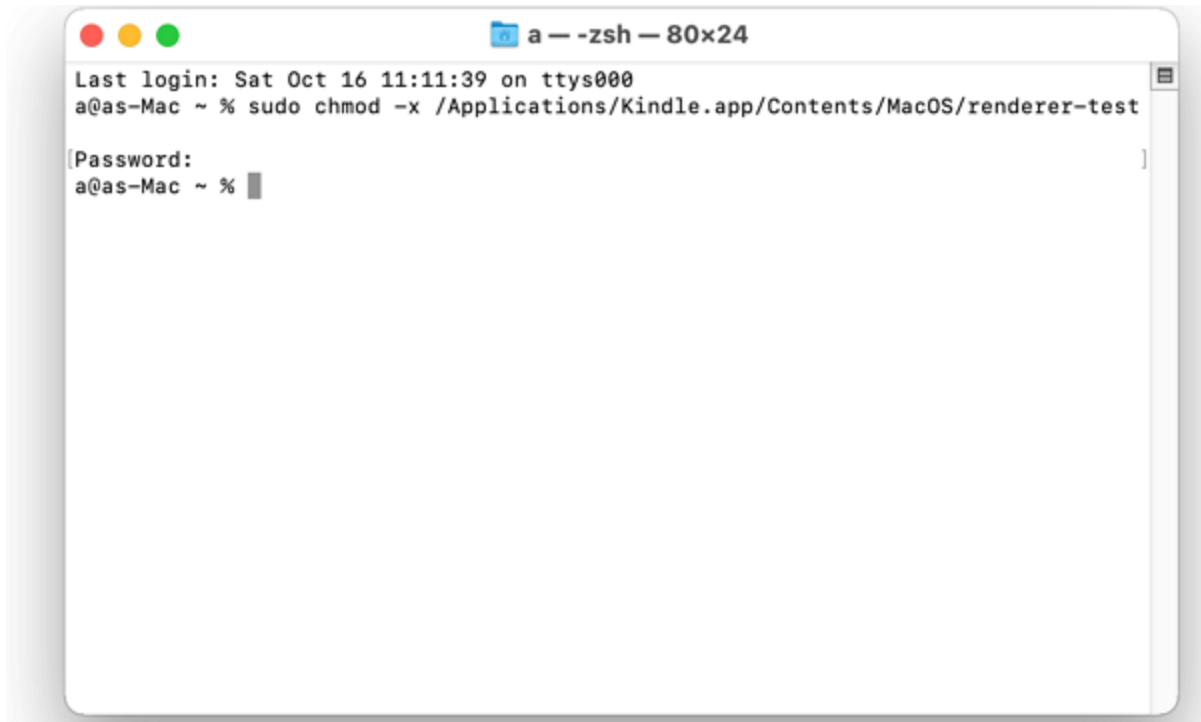 a — -zsh — 80×24
Last login: Sat Oct 16 11:11:39 on ttys000
a@as-Mac ~ % sudo chmod -x /Applications/Kindle.app/Contents/MacOS/renderer-test
[Password:                                                                      ]
a@as-Mac ~ %